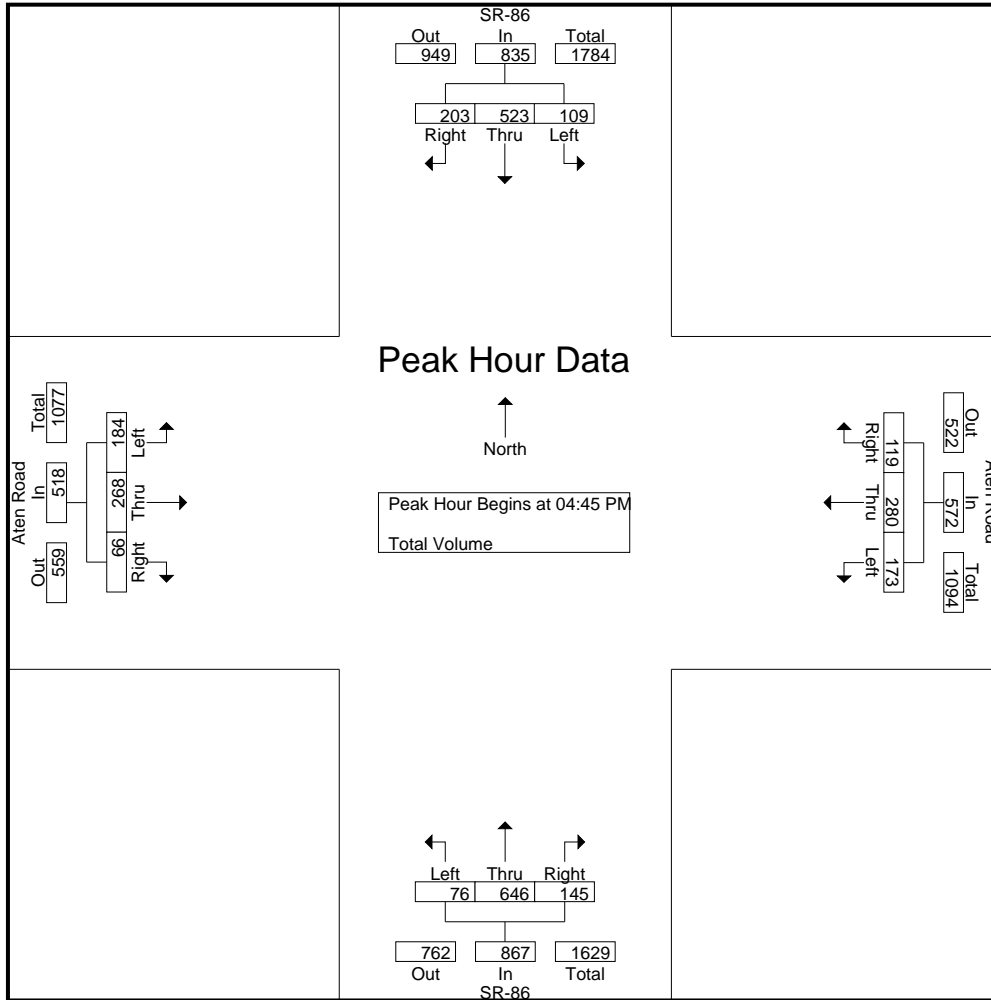 SR-86
Out In Total
949 835 1784
203 523 109
Right Thru Left
Peak Hour Data
North
Peak Hour Begins at 04:45 PM
Total Volume
Aten Road
Total In Out
1077 518 559
184 268 66
Left Thru Right
Aten Road
Out In Total
522 572 1094
119 280 173
Right Thru Left
Left Thru Right
76 646 145
762 867 1629
Out In Total
SR-86